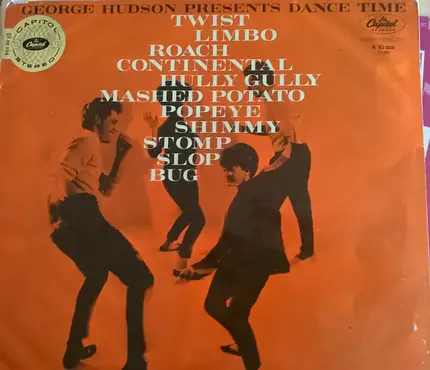 GEORGE HUDSON PRESENTS DANCE TIME
TWIST
LIMBO
ROACH
CONTINENTAL
HULLY GULLY
MASHED POTATO
POPEYE
SHIMMY
STOMP
SLOP
BUG
CAPITOL
Capitol
STEREO
Capitol